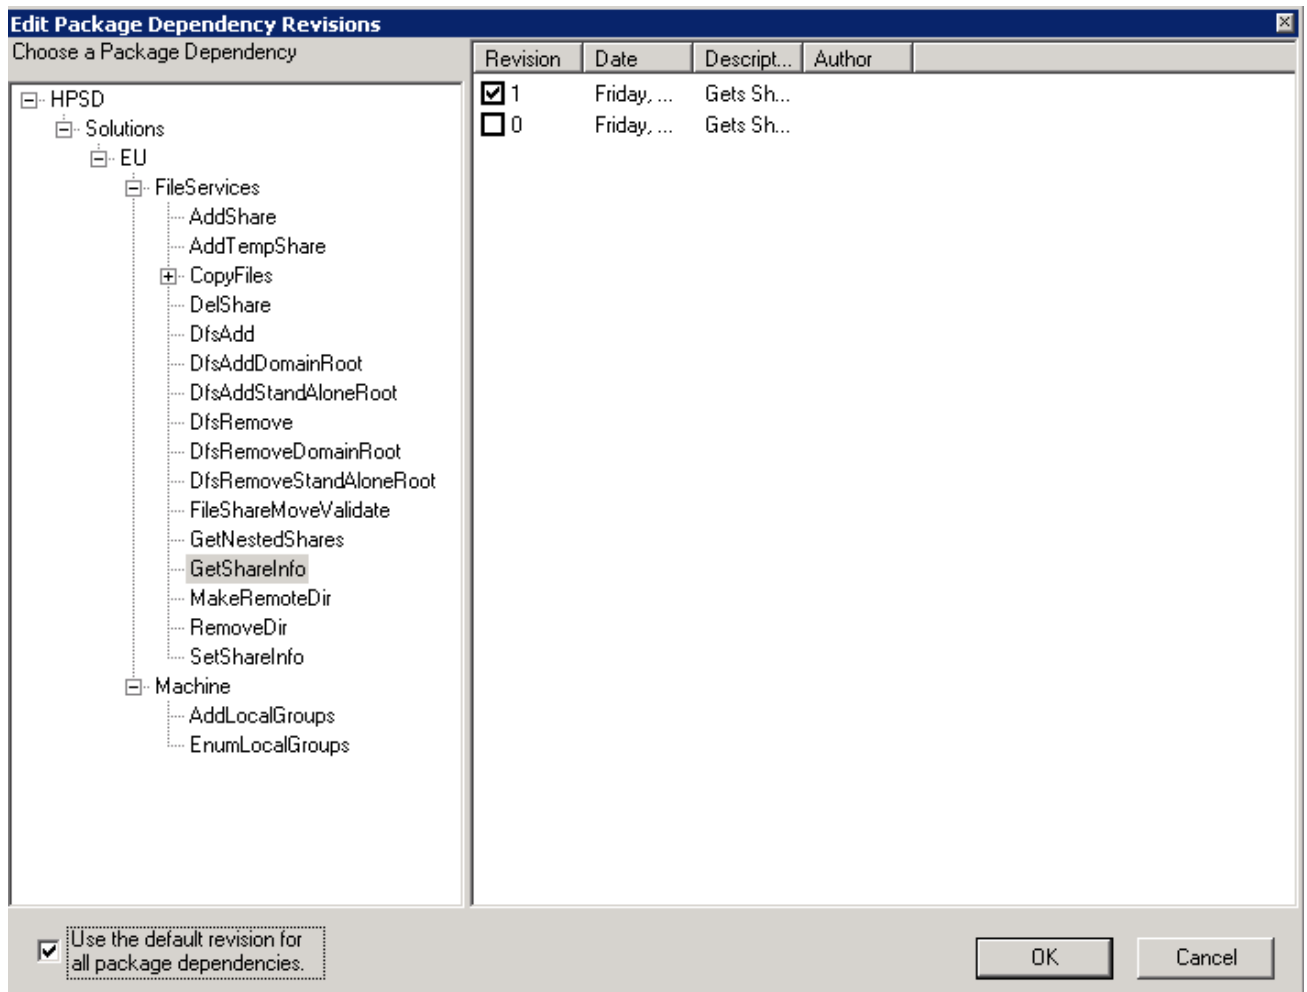 Edit Package Dependency Revisions
Choose a Package Dependency
Revision Date Descript... Author
HPSD
Solutions
EU
FileServices
AddShare
AddTempShare
CopyFiles
DelShare
DfsAdd
DfsAddDomainRoot
DfsAddStandAloneRoot
DfsRemove
DfsRemoveDomainRoot
DfsRemoveStandAloneRoot
FileShareMoveValidate
GetNestedShares
GetShareInfo
MakeRemoteDir
RemoveDir
SetShareInfo
Machine
AddLocalGroups
EnumLocalGroups
1 Friday, ... Gets Sh...
0 Friday, ... Gets Sh...
Use the default revision for
all package dependencies.
OK Cancel